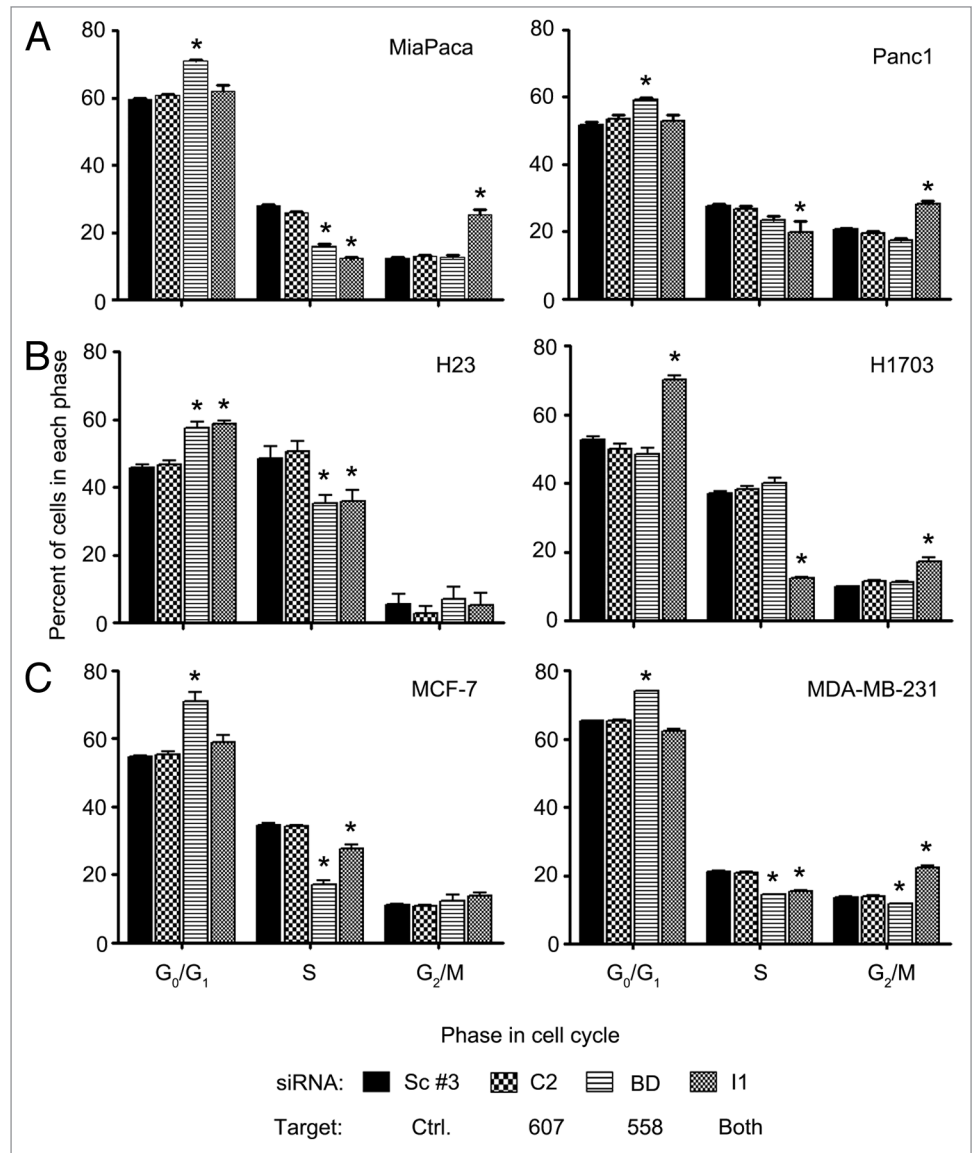 A
MiaPaca
Panc1
80
60
40
20
0
* * * *
80
60
40
20
0
* * *
B
H23
H1703
Percent of cells in each phase
80
60
40
20
0
* * * *
80
60
40
20
0
* * *
C
MCF-7
MDA-MB-231
80
60
40
20
0
* * *
80
60
40
20
0
* * * * *
G₀/G₁ S G₂/M G₀/G₁ S G₂/M
Phase in cell cycle
siRNA: Sc #3 C2 BD I1
Target: Ctrl. 607 558 Both